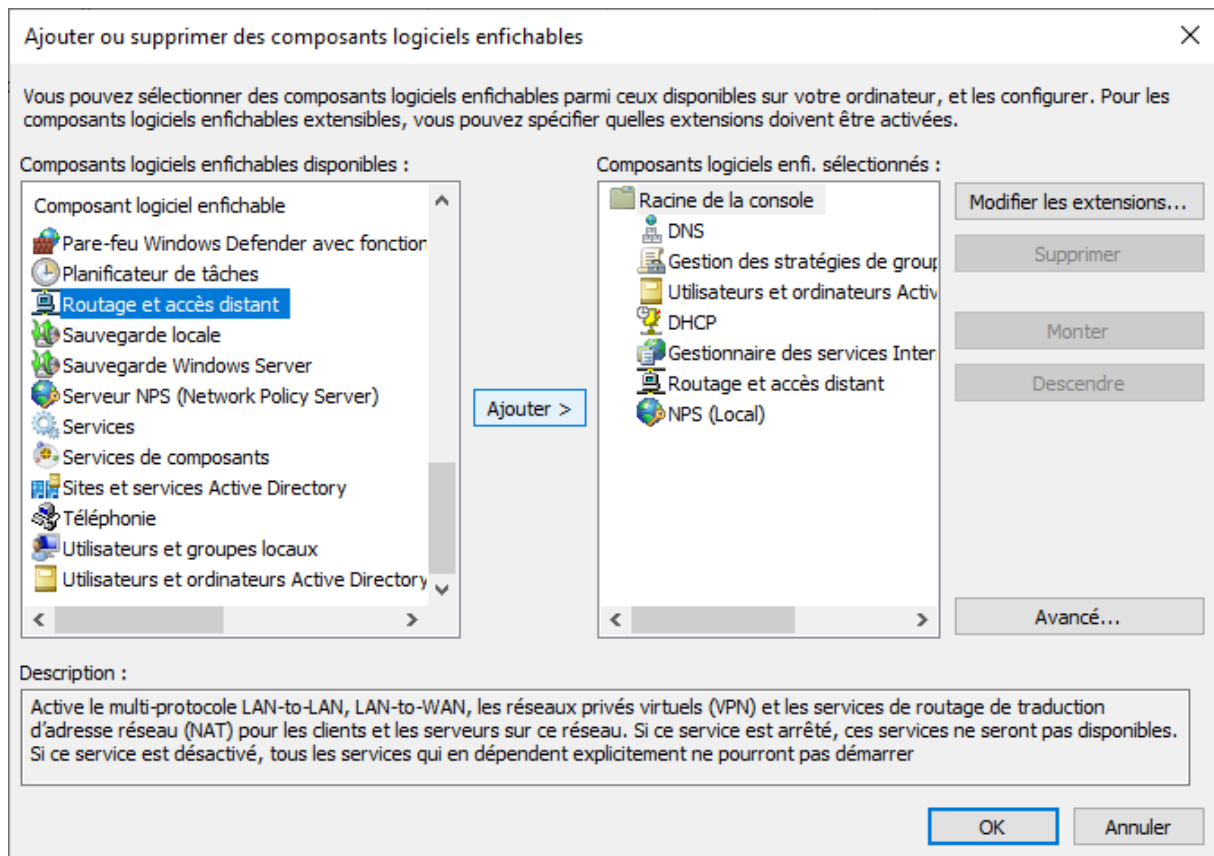 Ajouter ou supprimer des composants logiciels enfichables
Vous pouvez sélectionner des composants logiciels enfichables parmi ceux disponibles sur votre ordinateur, et les configurer. Pour les
composants logiciels enfichables extensibles, vous pouvez spécifier quelles extensions doivent être activées.
Composants logiciels enfichables disponibles :
Composant logiciel enfichable
Pare-feu Windows Defender avec fonction
Planificateur de tâches
Routage et accès distant
Sauvegarde locale
Sauvegarde Windows Server
Serveur NPS (Network Policy Server)
Services
Services de composants
Sites et services Active Directory
Téléphonie
Utilisateurs et groupes locaux
Utilisateurs et ordinateurs Active Directory
Ajouter >
Composants logiciels enfi. sélectionnés :
Racine de la console
DNS
Gestion des stratégies de group
Utilisateurs et ordinateurs Activ
DHCP
Gestionnaire des services Inter
Routage et accès distant
NPS (Local)
Modifier les extensions...
Supprimer
Monter
Descendre
Avancé...
Description :
Active le multi-protocole LAN-to-LAN, LAN-to-WAN, les réseaux privés virtuels (VPN) et les services de routage de traduction
d'adresse réseau (NAT) pour les clients et les serveurs sur ce réseau. Si ce service est arrêté, ces services ne seront pas disponibles.
Si ce service est désactivé, tous les services qui en dépendent explicitement ne pourront pas démarrer
OK
Annuler